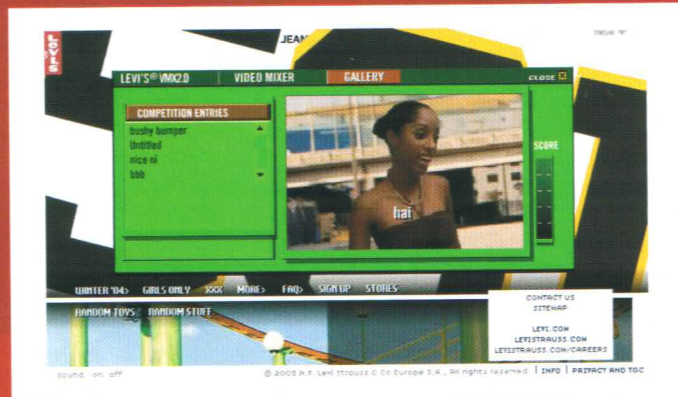 LEVI'S
JEAN
LEVI'S® VMX2.0 VIDEO MIXER GALLERY CLOSE X
COMPETITION ENTRIES
bushy bumper
Untitled
nice ni
bbb
SCORE
hai
WINTER '04> GIRLS ONLY XXX MORE> FAQ> SIGN UP STORES
RANDOM TOYS RANDOM STUFF
CONTACT US
SITEMAP
LEVI.COM
LEVISTRAUSS.COM
LEVISTRAUSS.COM/CAREERS
sound on off © 2005 N.V. Levi Strauss & Co Europe S.A., All rights reserved. | INFO | PRIVACY AND T&C